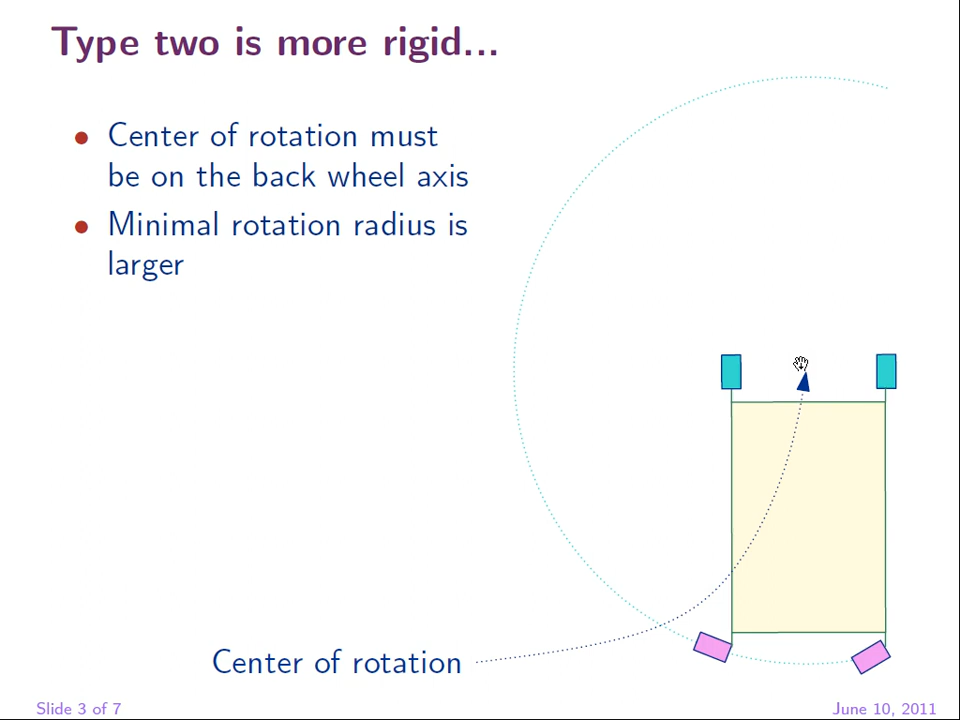 Type two is more rigid...
Center of rotation must
be on the back wheel axis
Minimal rotation radius is
larger
Center of rotation
Slide 3 of 7
June 10, 2011